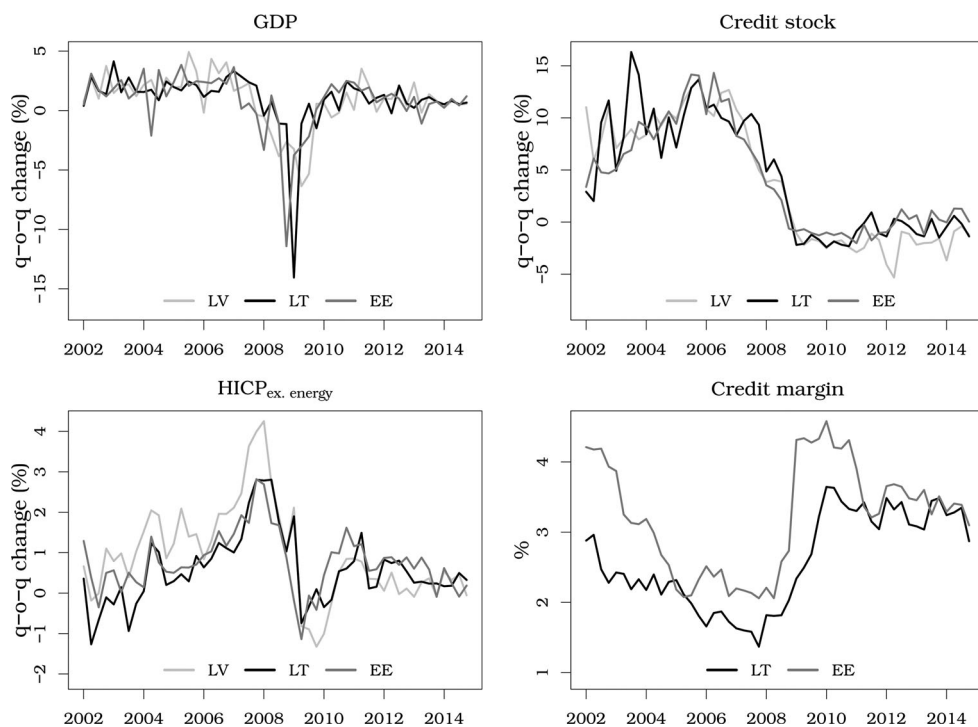 GDP
q−o−q change (%)
5
0
−5
−10
−15
LV LT EE
2002 2004 2006 2008 2010 2012 2014
Credit stock
q−o−q change (%)
15
10
5
0
−5
LV LT EE
2002 2004 2006 2008 2010 2012 2014
HICPex. energy
q−o−q change (%)
4
3
2
1
0
−1
−2
LV LT EE
2002 2004 2006 2008 2010 2012 2014
Credit margin
%
4
3
2
1
LT EE
2002 2004 2006 2008 2010 2012 2014